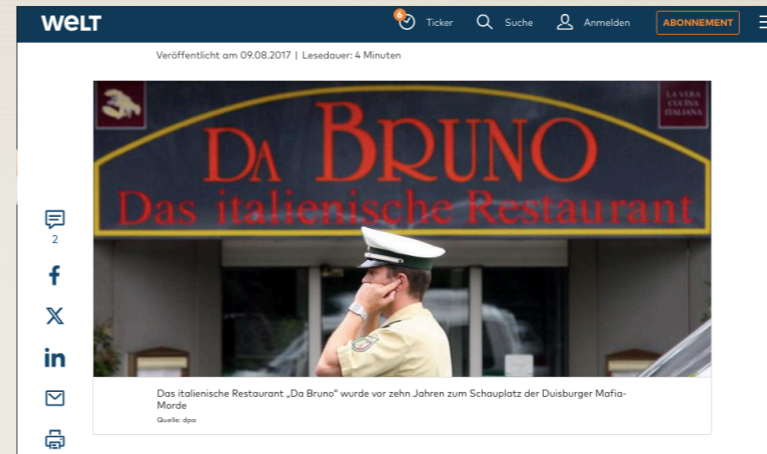 welt
6
Ticker
Suche
Anmelden
ABONNEMENT
Veröffentlicht am 09.08.2017 | Lesedauer: 4 Minuten
LA VERA
CUCINA
ITALIANA
DA BRUNO
Das italienische Restaurant
2
Das italienische Restaurant „Da Bruno“ wurde vor zehn Jahren zum Schauplatz der Duisburger Mafia-
Morde
Quelle: dpa